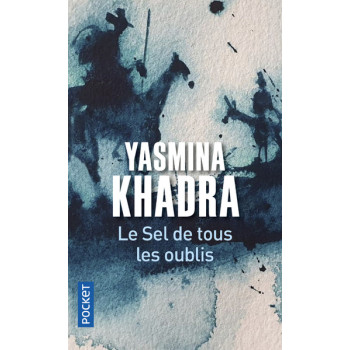 YASMINA
KHADRA
Le Sel de tous
les oublis
POCKET